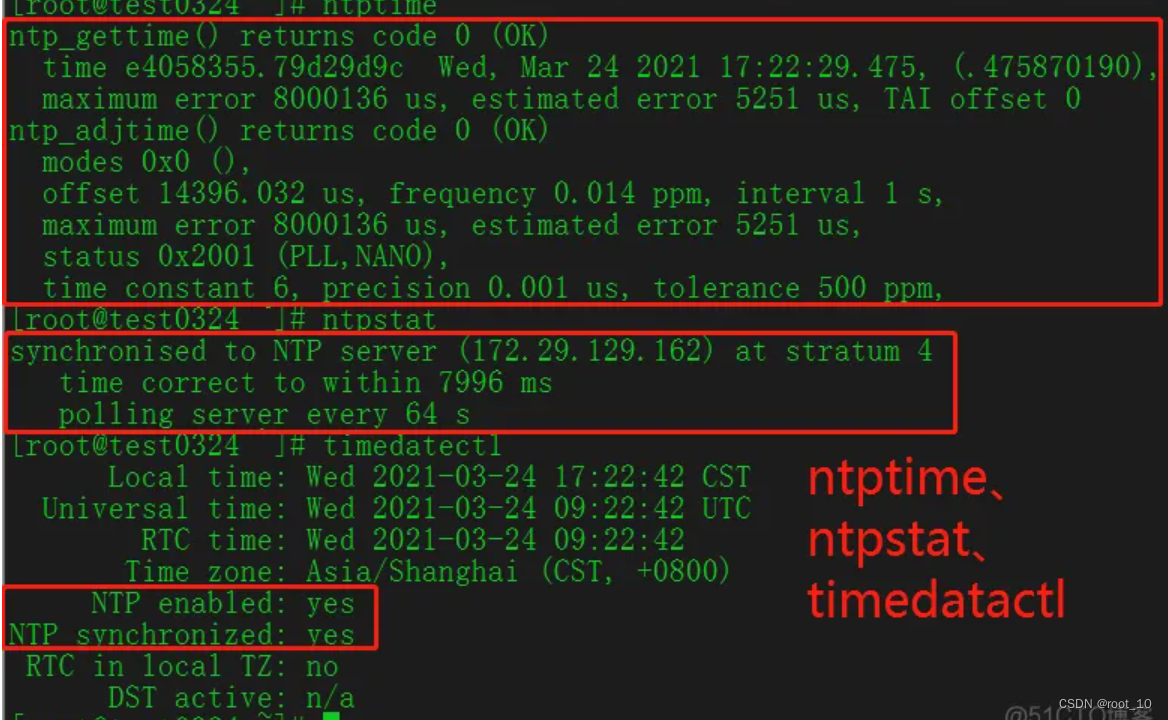 [root@test0324 ]# ntptime
ntp_gettime() returns code 0 (OK)
time e4058355.79d29d9c Wed, Mar 24 2021 17:22:29.475, (.475870190),
maximum error 8000136 us, estimated error 5251 us, TAI offset 0
ntp_adjtime() returns code 0 (OK)
modes 0x0 (),
offset 14396.032 us, frequency 0.014 ppm, interval 1 s,
maximum error 8000136 us, estimated error 5251 us,
status 0x2001 (PLL,NANO),
time constant 6, precision 0.001 us, tolerance 500 ppm,
[root@test0324 ]# ntpstat
synchronised to NTP server (172.29.129.162) at stratum 4
time correct to within 7996 ms
polling server every 64 s
[root@test0324 ]# timedatectl
Local time: Wed 2021-03-24 17:22:42 CST
Universal time: Wed 2021-03-24 09:22:42 UTC
RTC time: Wed 2021-03-24 09:22:42
Time zone: Asia/Shanghai (CST, +0800)
NTP enabled: yes
NTP synchronized: yes
RTC in local TZ: no
DST active: n/a
[root@test0324 ~]#
ntptime、
ntpstat、
timedatactl
@51CTO博客
CSDN @root_10